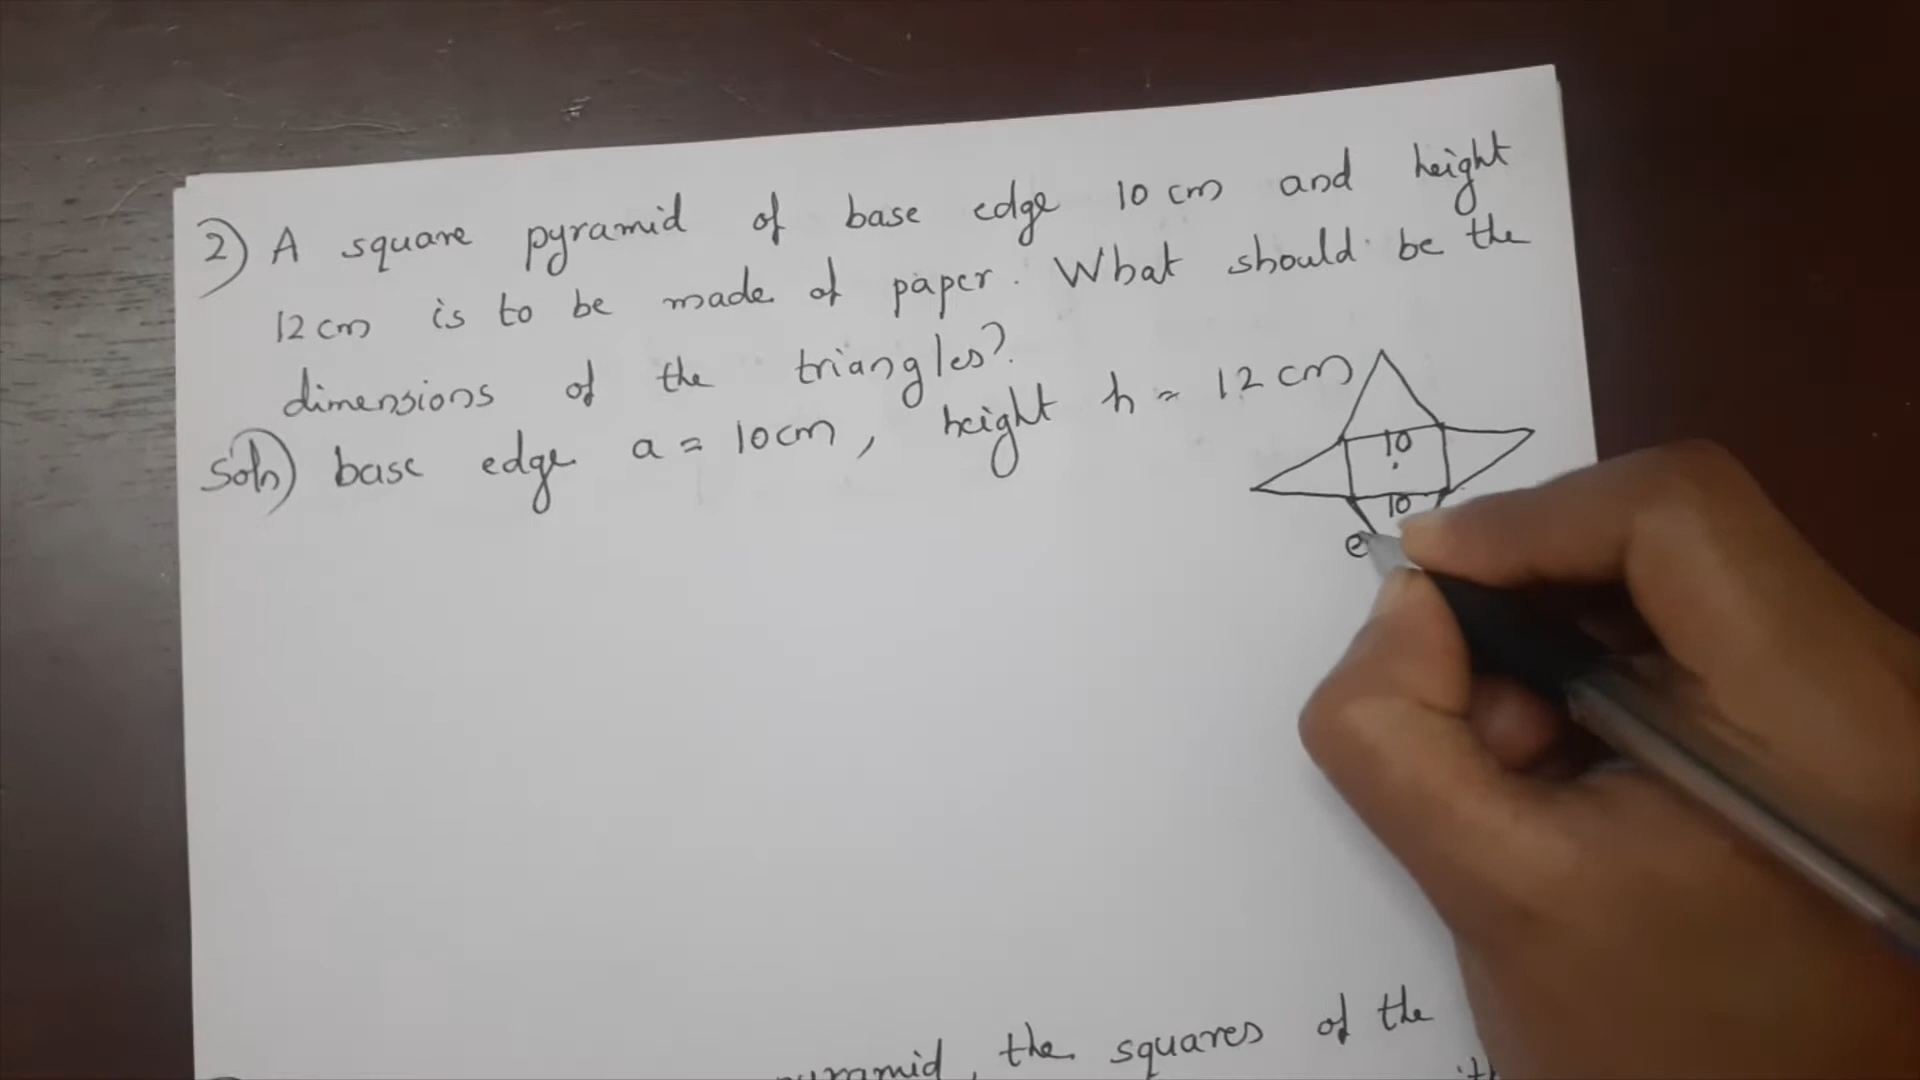 2) A square pyramid of base edge 10 cm and height
12 cm is to be made of paper. What should be the
dimensions of the triangles?
Soln) base edge a = 10cm, height h = 12 cm
10
10
e
pyramid, the squares of the